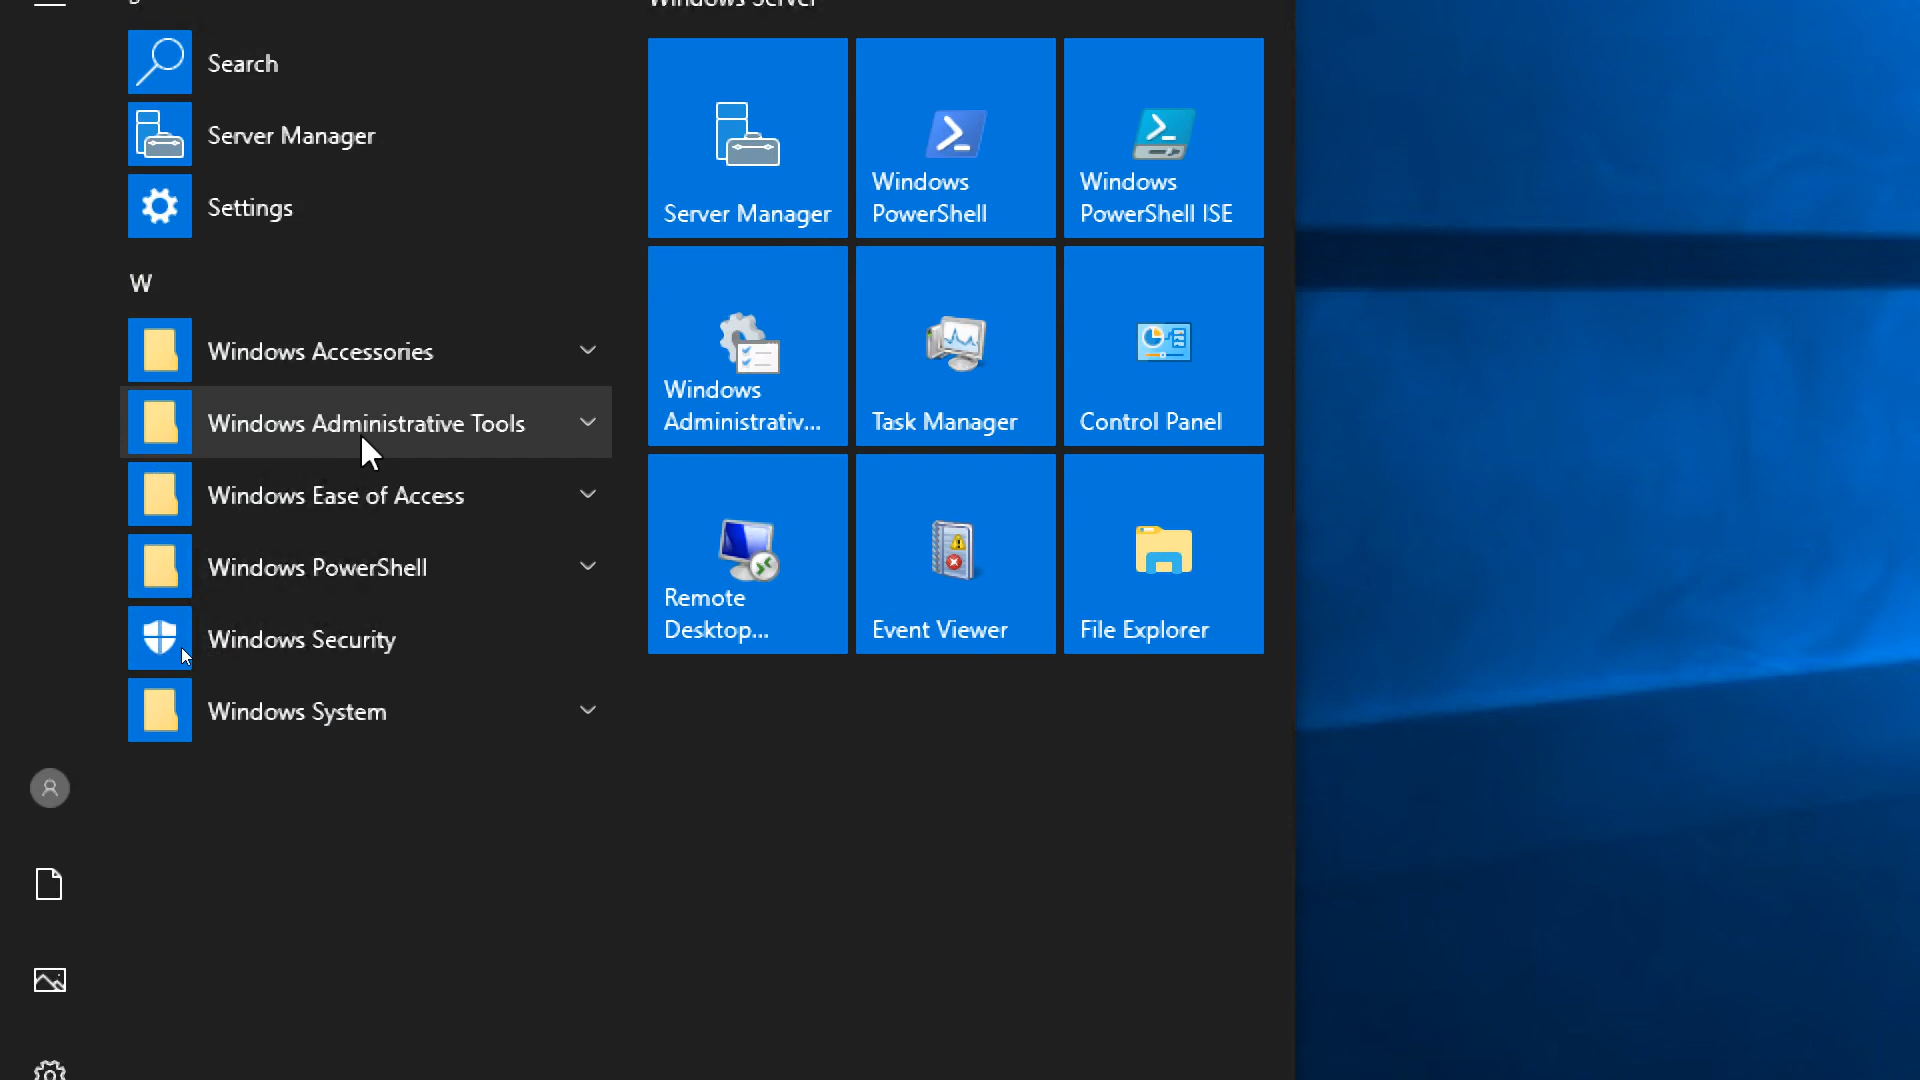 Windows Server
Search
Server Manager
Settings
W
Windows Accessories
Windows Administrative Tools
Windows Ease of Access
Windows PowerShell
Windows Security
Windows System
Server Manager
Windows
PowerShell
Windows
PowerShell ISE
Windows
Administrativ...
Task Manager
Control Panel
Remote
Desktop...
Event Viewer
File Explorer